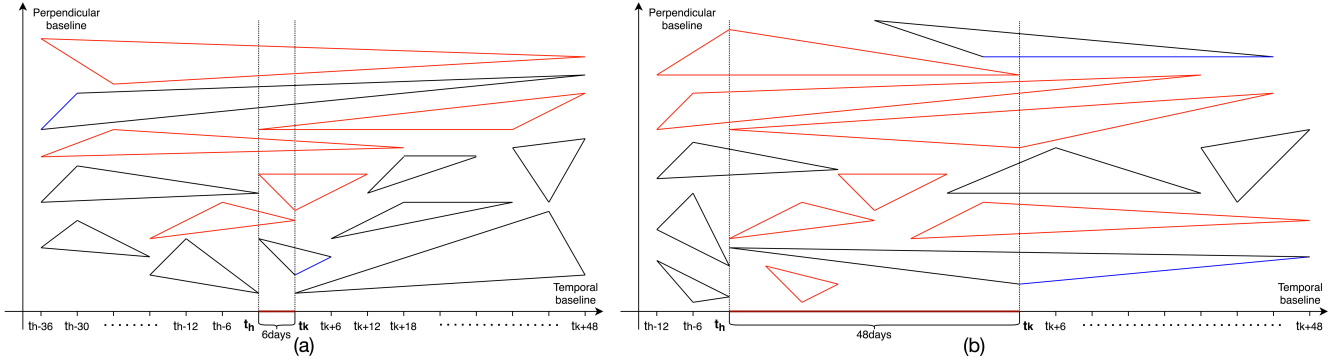 Perpendicular
baseline
Temporal
baseline
th-36 th-30 th-12 th-6 th tk tk+6 tk+12 tk+18 tk+48
6days
(a)
Perpendicular
baseline
Temporal
baseline
th-12 th-6 th tk tk+6 tk+48
48days
(b)